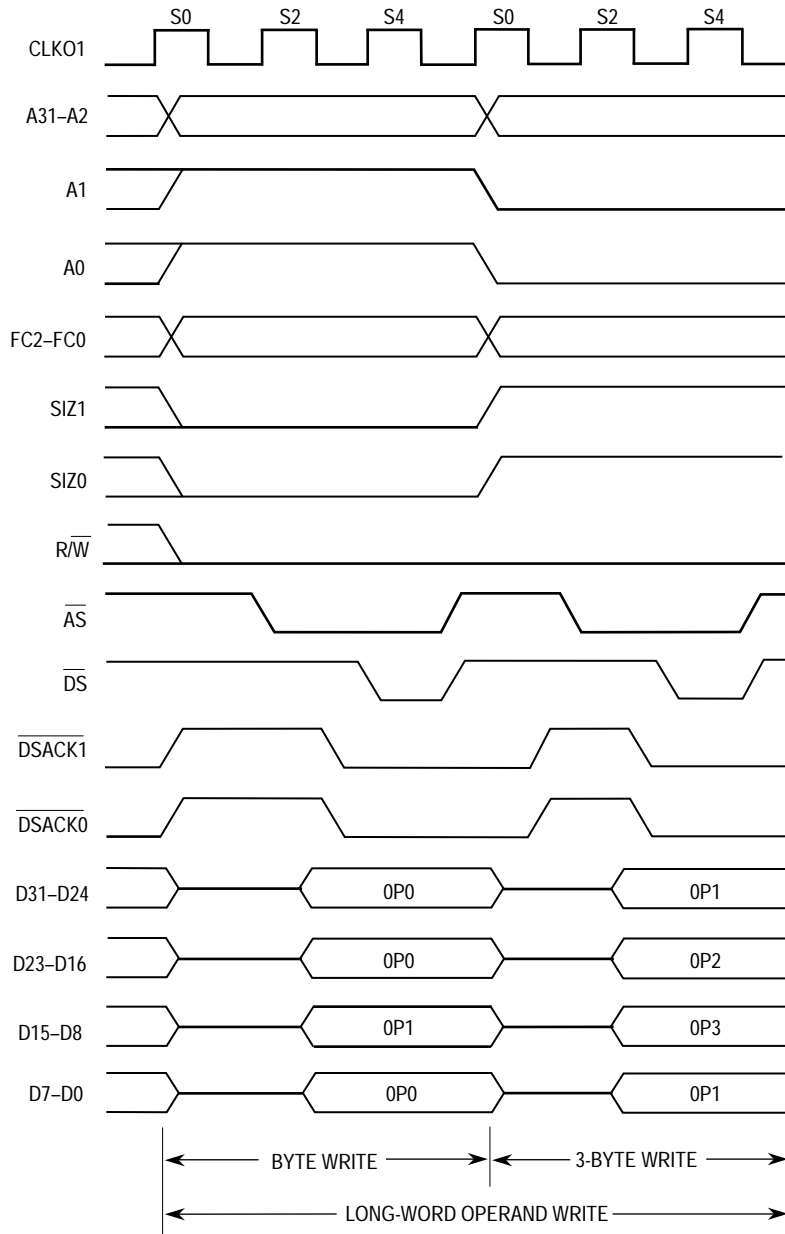 S0 S2 S4 S0 S2 S4
CLKO1
A31–A2
A1
A0
FC2–FC0
SIZ1
SIZ0
R/W
AS
DS
DSACK1
DSACK0
D31–D24 0P0 0P1
D23–D16 0P0 0P2
D15–D8 0P1 0P3
D7–D0 0P0 0P1
BYTE WRITE 3-BYTE WRITE
LONG-WORD OPERAND WRITE